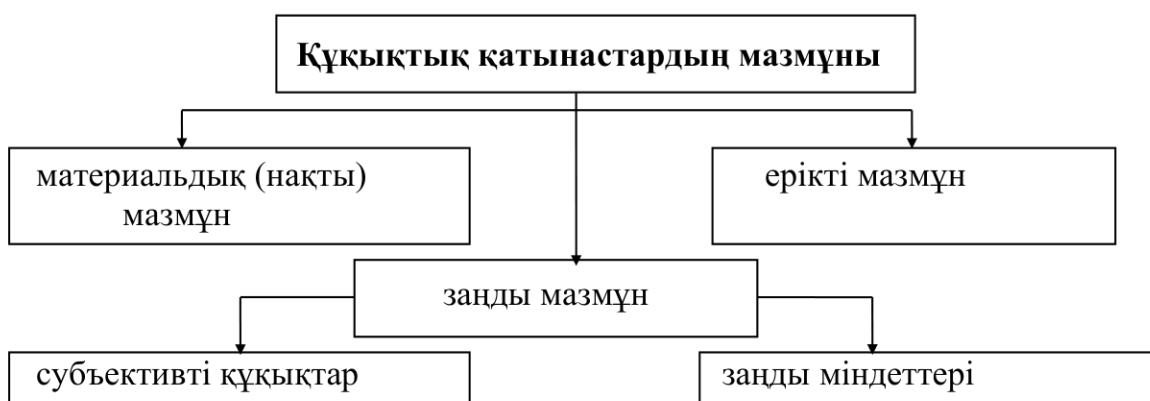 Құқықтық қатынастардың мазмұны
материальдық (нақты)
мазмұн
ерікті мазмұн
заңды мазмұн
субъективті құқықтар
заңды міндеттері